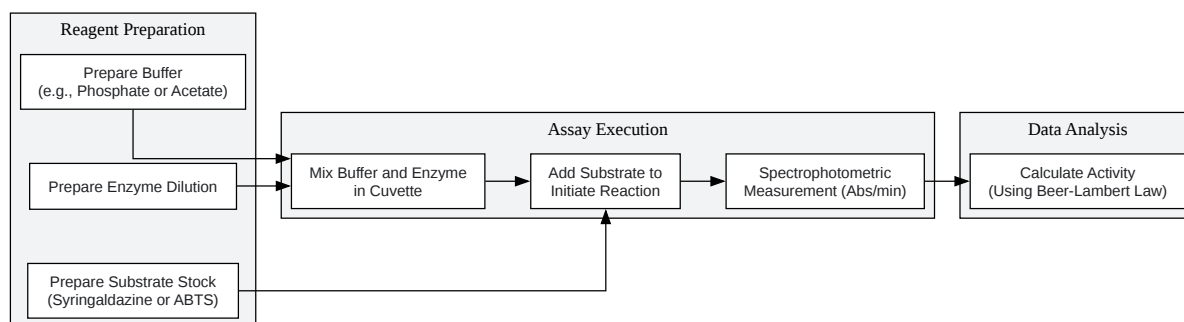 Reagent Preparation
Prepare Buffer
(e.g., Phosphate or Acetate)
Prepare Enzyme Dilution
Prepare Substrate Stock
(Syringaldazine or ABTS)
Assay Execution
Mix Buffer and Enzyme
in Cuvette
Add Substrate to
Initiate Reaction
Spectrophotometric
Measurement (Abs/min)
Data Analysis
Calculate Activity
(Using Beer-Lambert Law)